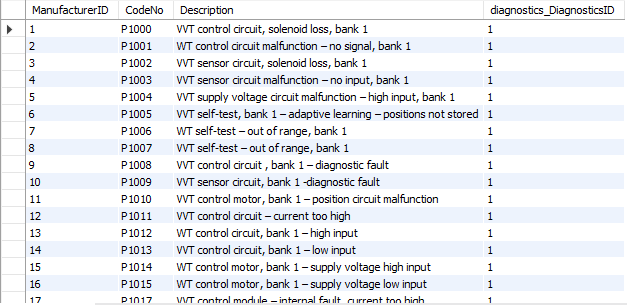 ManufacturerID CodeNo Description diagnostics_DiagnosticsID
1 P1000 VVT control circuit, solenoid loss, bank 1 1
2 P1001 WT control circuit malfunction – no signal, bank 1 1
3 P1002 VVT sensor circuit, solenoid loss, bank 1 1
4 P1003 VVT sensor circuit malfunction – no input, bank 1 1
5 P1004 VVT supply voltage circuit malfunction – high input, bank 1 1
6 P1005 VVT self-test, bank 1 – adaptive learning – positions not stored 1
7 P1006 WT self-test – out of range, bank 1 1
8 P1007 VVT self-test – out of range, bank 1 1
9 P1008 VVT control circuit , bank 1 – diagnostic fault 1
10 P1009 VVT sensor circuit, bank 1 -diagnostic fault 1
11 P1010 VVT control motor, bank 1 – position circuit malfunction 1
12 P1011 VVT control circuit – current too high 1
13 P1012 WT control circuit, bank 1 – high input 1
14 P1013 VVT control circuit, bank 1 – low input 1
15 P1014 WT control motor, bank 1 – supply voltage high input 1
16 P1015 WT control motor, bank 1 – supply voltage low input 1
17 P1017 VVT control module – internal fault, current too high 1